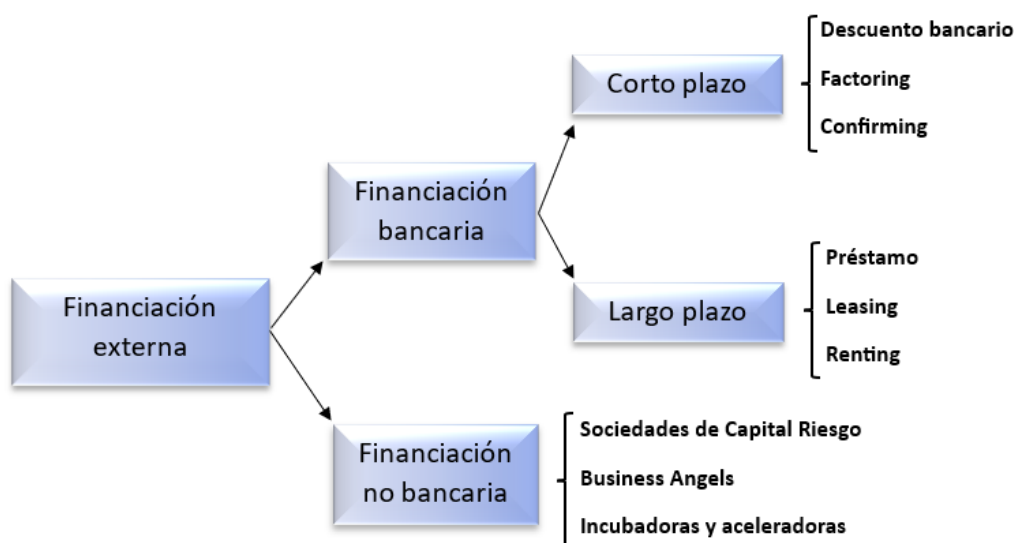 Financiación
externa
Financiación
bancaria
Corto plazo
Descuento bancario
Factoring
Confirming
Largo plazo
Préstamo
Leasing
Renting
Financiación
no bancaria
Sociedades de Capital Riesgo
Business Angels
Incubadoras y aceleradoras